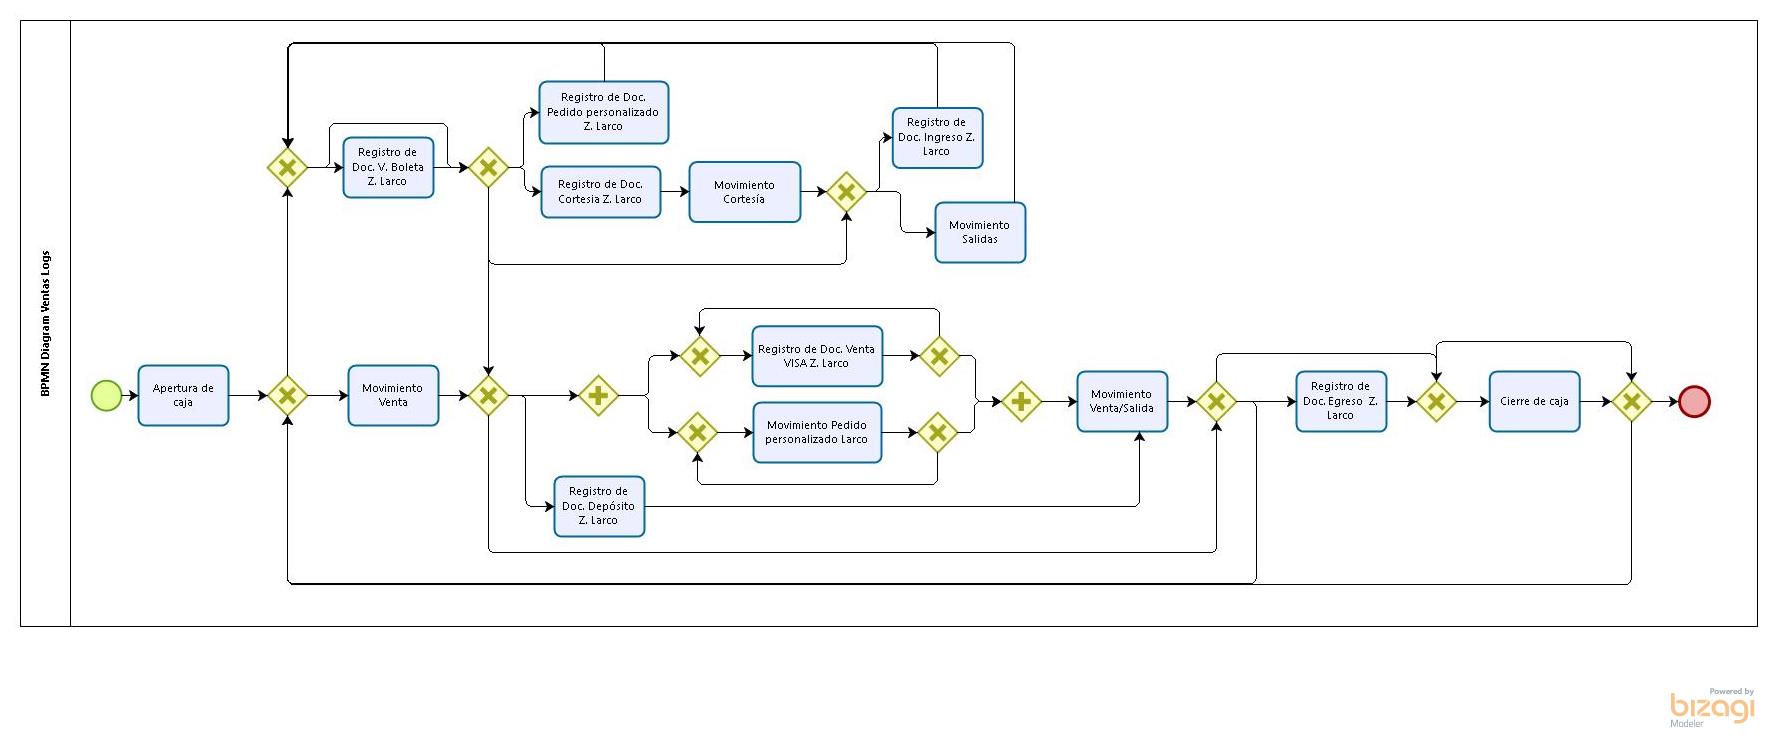 BPMN Diagram Ventas Logs
Registro de Doc.
Pedido personalizado
Z. Larco
Registro de
Doc. V. Boleta
Z. Larco
Registro de Doc.
Cortesia Z. Larco
Movimiento
Cortesía
Registro de
Doc. Ingreso Z.
Larco
Movimiento
Salidas
Apertura de
caja
Movimiento
Venta
Registro de Doc. Venta
VISA Z. Larco
Movimiento Pedido
personalizado Larco
Registro de
Doc. Depósito
Z. Larco
Movimiento
Venta/Salida
Registro de
Doc. Egreso Z.
Larco
Cierre de caja
Powered by
bizagi
Modeler